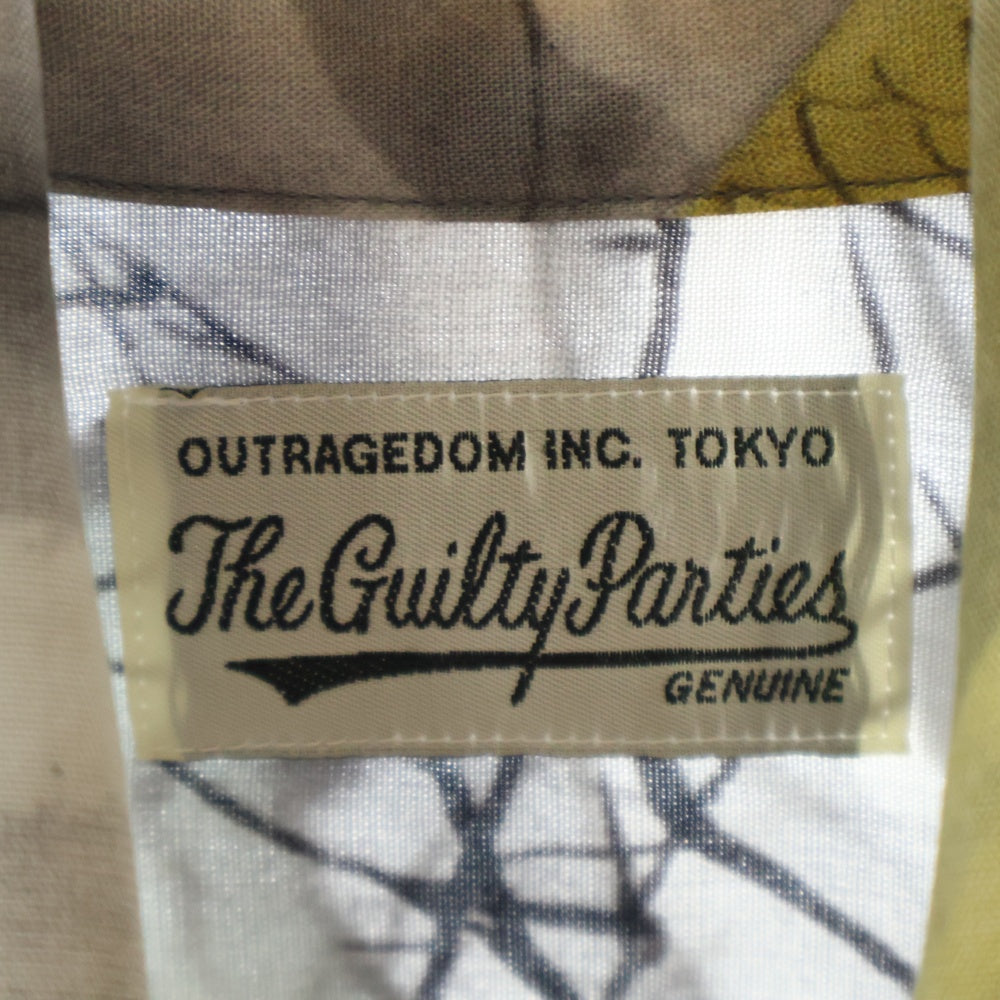 OUTRAGEDOM INC. TOKYO
The Guilty Parties
GENUINE